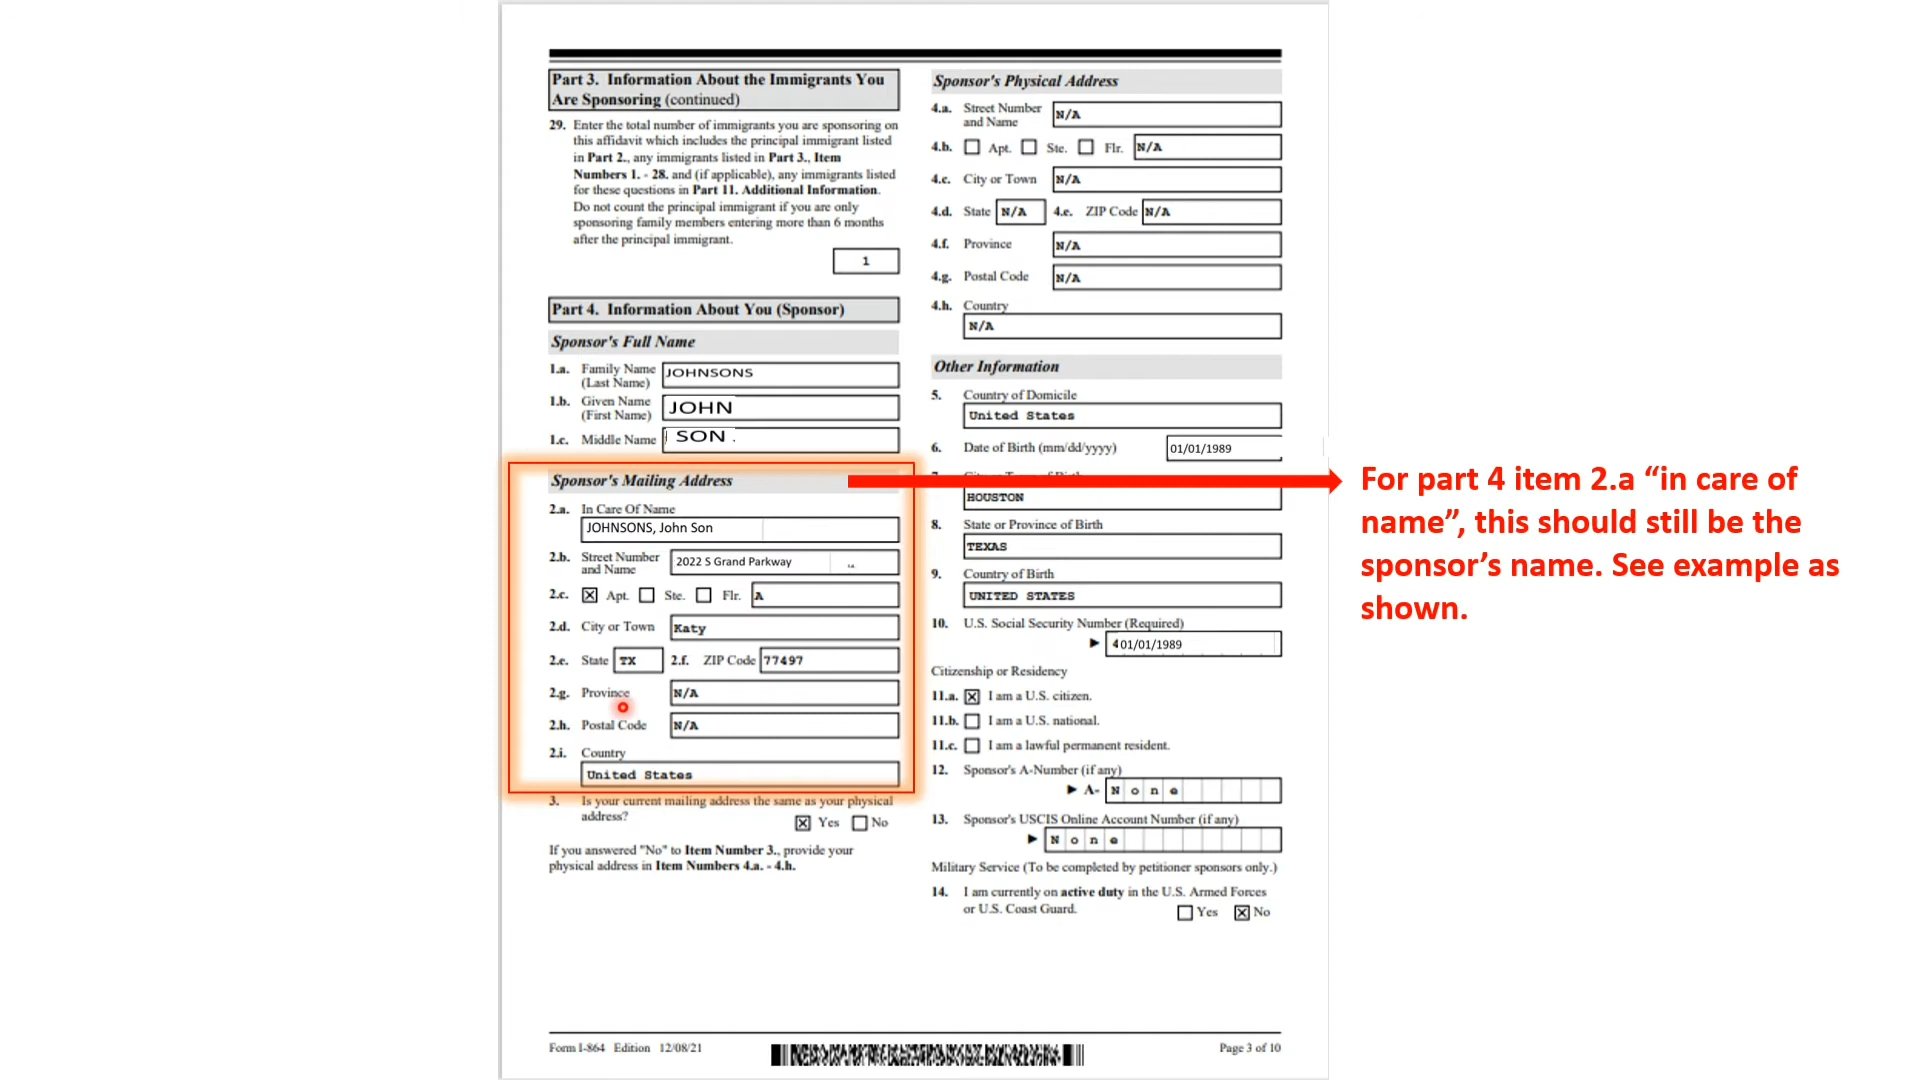 Part 3. Information About the Immigrants You
Are Sponsoring (continued)
29. Enter the total number of immigrants you are sponsoring on
this affidavit which includes the principal immigrant listed
in Part 2., any immigrants listed in Part 3., Item
Numbers 1. - 28. and (if applicable), any immigrants listed
for these questions in Part 11. Additional Information.
Do not count the principal immigrant if you are only
sponsoring family members entering more than 6 months
after the principal immigrant.
1
Part 4. Information About You (Sponsor)
Sponsor's Full Name
1.a. Family Name
(Last Name)
JOHNSONS
1.b. Given Name
(First Name)
JOHN
1.c. Middle Name SON .
Sponsor's Mailing Address
2.a. In Care Of Name
JOHNSONS, John Son
2.b. Street Number
and Name
2022 S Grand Parkway
2.c. Apt. Ste. Flr. A
2.d. City or Town Katy
2.e. State TX 2.f. ZIP Code 77497
2.g. Province N/A
2.h. Postal Code N/A
2.i. Country
United States
3. Is your current mailing address the same as your physical
address?
Yes No
If you answered "No" to Item Number 3., provide your
physical address in Item Numbers 4.a. - 4.h.
Sponsor's Physical Address
4.a. Street Number
and Name
N/A
4.b. Apt. Ste. Flr. N/A
4.c. City or Town N/A
4.d. State N/A 4.e. ZIP Code N/A
4.f. Province N/A
4.g. Postal Code N/A
4.h. Country
N/A
Other Information
5. Country of Domicile
United States
6. Date of Birth (mm/dd/yyyy) 01/01/1989
HOUSTON
8. State or Province of Birth
TEXAS
9. Country of Birth
UNITED STATES
10. U.S. Social Security Number (Required)
01/01/1989
Citizenship or Residency
11.a. I am a U.S. citizen.
11.b. I am a U.S. national.
11.c. I am a lawful permanent resident.
12. Sponsor's A-Number (if any)
A- None
13. Sponsor's USCIS Online Account Number (if any)
None
Military Service (To be completed by petitioner sponsors only.)
14. I am currently on active duty in the U.S. Armed Forces
or U.S. Coast Guard.
Yes No
For part 4 item 2.a “in care of
name”, this should still be the
sponsor’s name. See example as
shown.
Form I-864 Edition 12/08/21
Page 3 of 10